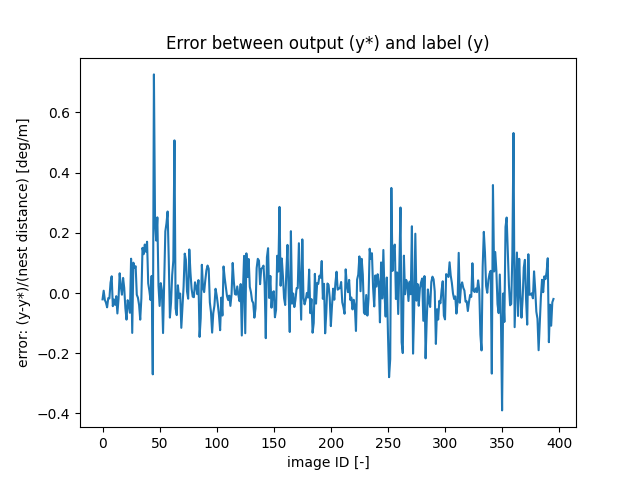 Error between output (y*) and label (y)
error: (y-y*)/(nest distance) [deg/m]
0.6
0.4
0.2
0.0
−0.2
−0.4
0 50 100 150 200 250 300 350 400
image ID [-]